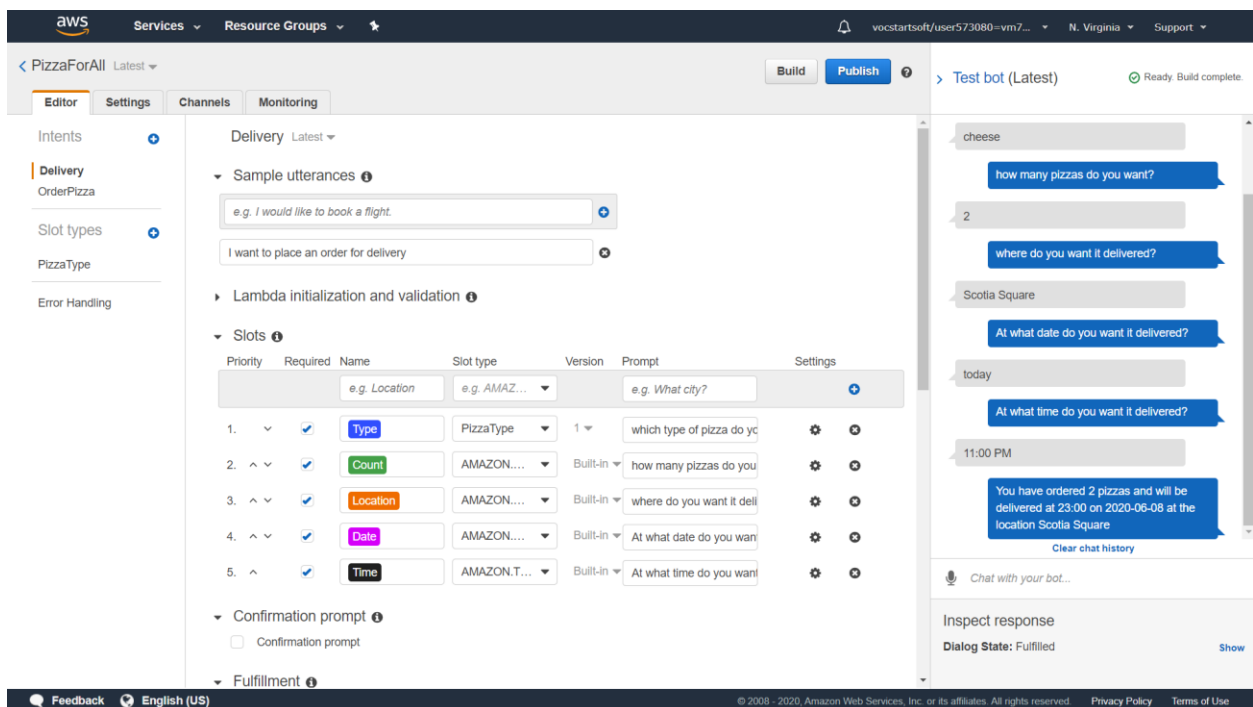 aws Services Resource Groups vocstartsoft/user573080=vm7... N. Virginia Support
PizzaForAll Latest
Build Publish
Editor Settings Channels Monitoring
Intents
Delivery
OrderPizza
Slot types
PizzaType
Error Handling
Delivery Latest
Sample utterances
e.g. I would like to book a flight.
I want to place an order for delivery
Lambda initialization and validation
Slots
Priority Required Name Slot type Version Prompt Settings
e.g. Location e.g. AMAZ... e.g. What city?
1. Type PizzaType 1 which type of pizza do yo
2. Count AMAZON.... Built-in how many pizzas do you
3. Location AMAZON.... Built-in where do you want it deli
4. Date AMAZON.... Built-in At what date do you wan
5. Time AMAZON.T... Built-in At what time do you want
Confirmation prompt
Confirmation prompt
Fulfillment
Test bot (Latest) Ready. Build complete.
cheese
how many pizzas do you want?
2
where do you want it delivered?
Scotia Square
At what date do you want it delivered?
today
At what time do you want it delivered?
11:00 PM
You have ordered 2 pizzas and will be
delivered at 23:00 on 2020-06-08 at the
location Scotia Square
Clear chat history
Chat with your bot...
Inspect response
Dialog State: Fulfilled Show
Feedback English (US) © 2008 - 2020, Amazon Web Services, Inc. or its affiliates. All rights reserved. Privacy Policy Terms of Use